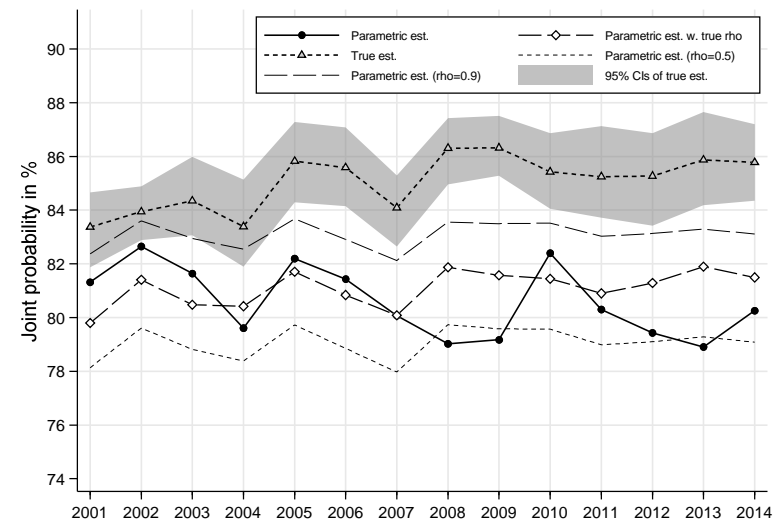 Parametric est.
Parametric est. w. true rho
True est.
Parametric est. (rho=0.5)
Parametric est. (rho=0.9)
95% CIs of true est.
Joint probability in %
90
88
86
84
82
80
78
76
74
2001 2002 2003 2004 2005 2006 2007 2008 2009 2010 2011 2012 2013 2014